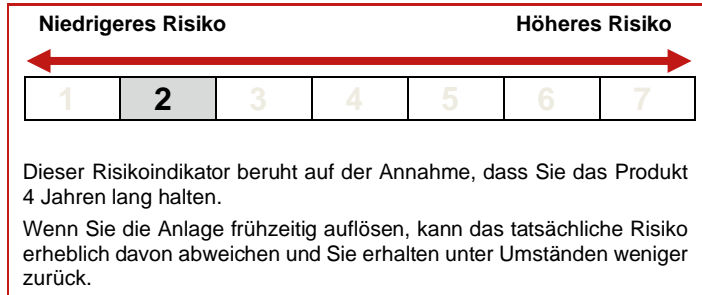 Niedrigeres Risiko Höheres Risiko
1 2 3 4 5 6 7
Dieser Risikoindikator beruht auf der Annahme, dass Sie das Produkt
4 Jahren lang halten.
Wenn Sie die Anlage frühzeitig auflösen, kann das tatsächliche Risiko
erheblich davon abweichen und Sie erhalten unter Umständen weniger
zurück.